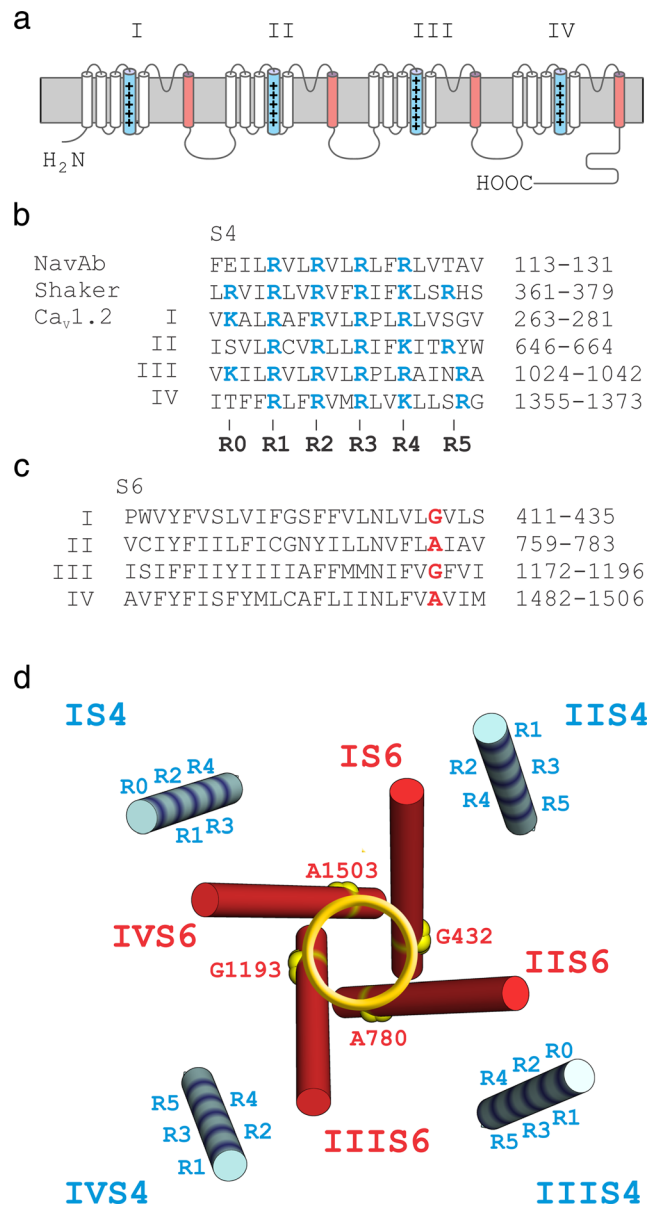 a
I II III IV
+ + + + +
+ + + + +
+ + + + + +
+ + + + +
H2N
HOOC
b
S4
NavAb FEILRVLRVLRLFRLVTAV 113-131
Shaker LRVIRLVRVFRIFKLSRHS 361-379
CaV1.2 I VKALRAFRVLRPLRLVSGV 263-281
II ISVLRCVRLLRIFKITRYW 646-664
III VKILRVLRVLRPLRAINRA 1024-1042
IV ITFFRLFRVMRLVKLLSRG 1355-1373
R0 R1 R2 R3 R4 R5
c
S6
I PWVYFVSLVIFGSFFVLNLVLGVLS 411-435
II VCIYFIILFICGNYILLNVFLAIAV 759-783
III ISIFFIIYIIIIAFFMMNIFVGFVI 1172-1196
IV AVFYFISFYMLCAFLIINLFVAVIM 1482-1506
d
IS4 IIS4
R0 R2 R4
R1 R3
IS6
R1
R2 R3
R4 R5
A1503
IVS6
G432
G1193
IIS6
A780
R5 R4
R3 R2
R1
R4 R2 R0
R5 R3 R1
IIIS6
IVS4 IIIS4